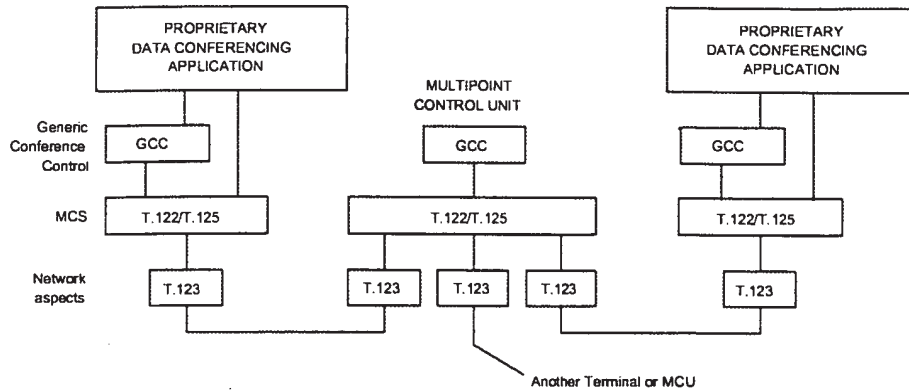 PROPRIETARY
DATA CONFERENCING
APPLICATION
PROPRIETARY
DATA CONFERENCING
APPLICATION
MULTIPOINT
CONTROL UNIT
Generic
Conference
Control
GCC
GCC
GCC
MCS
T.122/T.125
T.122/T.125
T.122/T.125
Network
aspects
T.123
T.123
T.123
T.123
T.123
Another Terminal or MCU